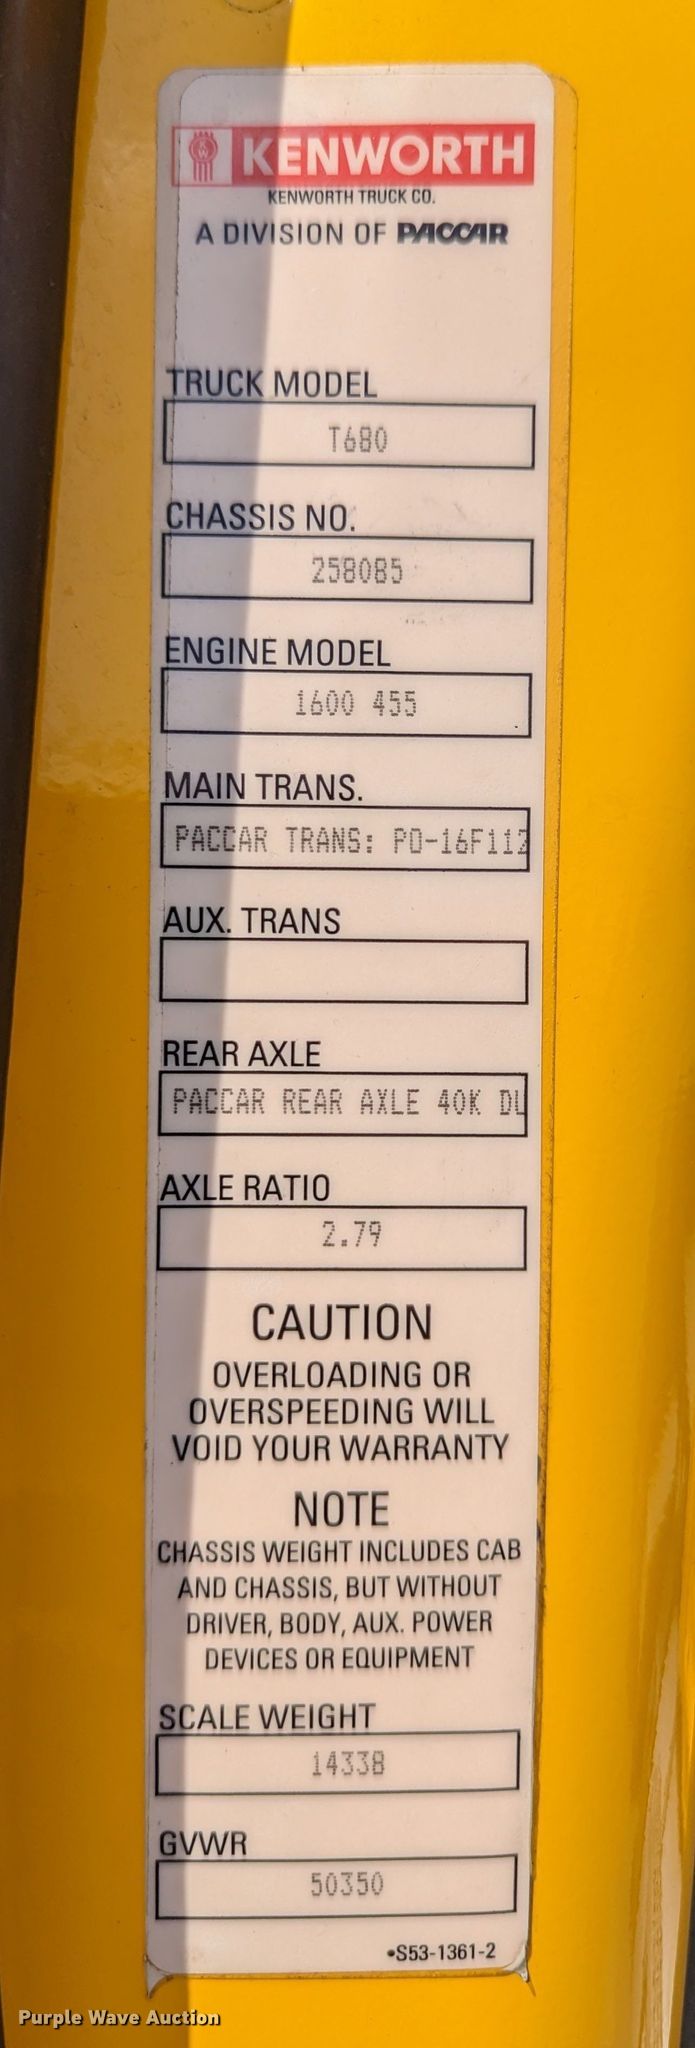 KENWORTH
KENWORTH TRUCK CO.
A DIVISION OF PACCAR
TRUCK MODEL
T680
CHASSIS NO.
258085
ENGINE MODEL
1600 455
MAIN TRANS.
PACCAR TRANS: PO-16F112
AUX. TRANS
REAR AXLE
PACCAR REAR AXLE 40K DL
AXLE RATIO
2.79
CAUTION
OVERLOADING OR
OVERSPEEDING WILL
VOID YOUR WARRANTY
NOTE
CHASSIS WEIGHT INCLUDES CAB
AND CHASSIS, BUT WITHOUT
DRIVER, BODY, AUX. POWER
DEVICES OR EQUIPMENT
SCALE WEIGHT
14338
GVWR
50350
•S53-1361-2
Purple Wave Auction